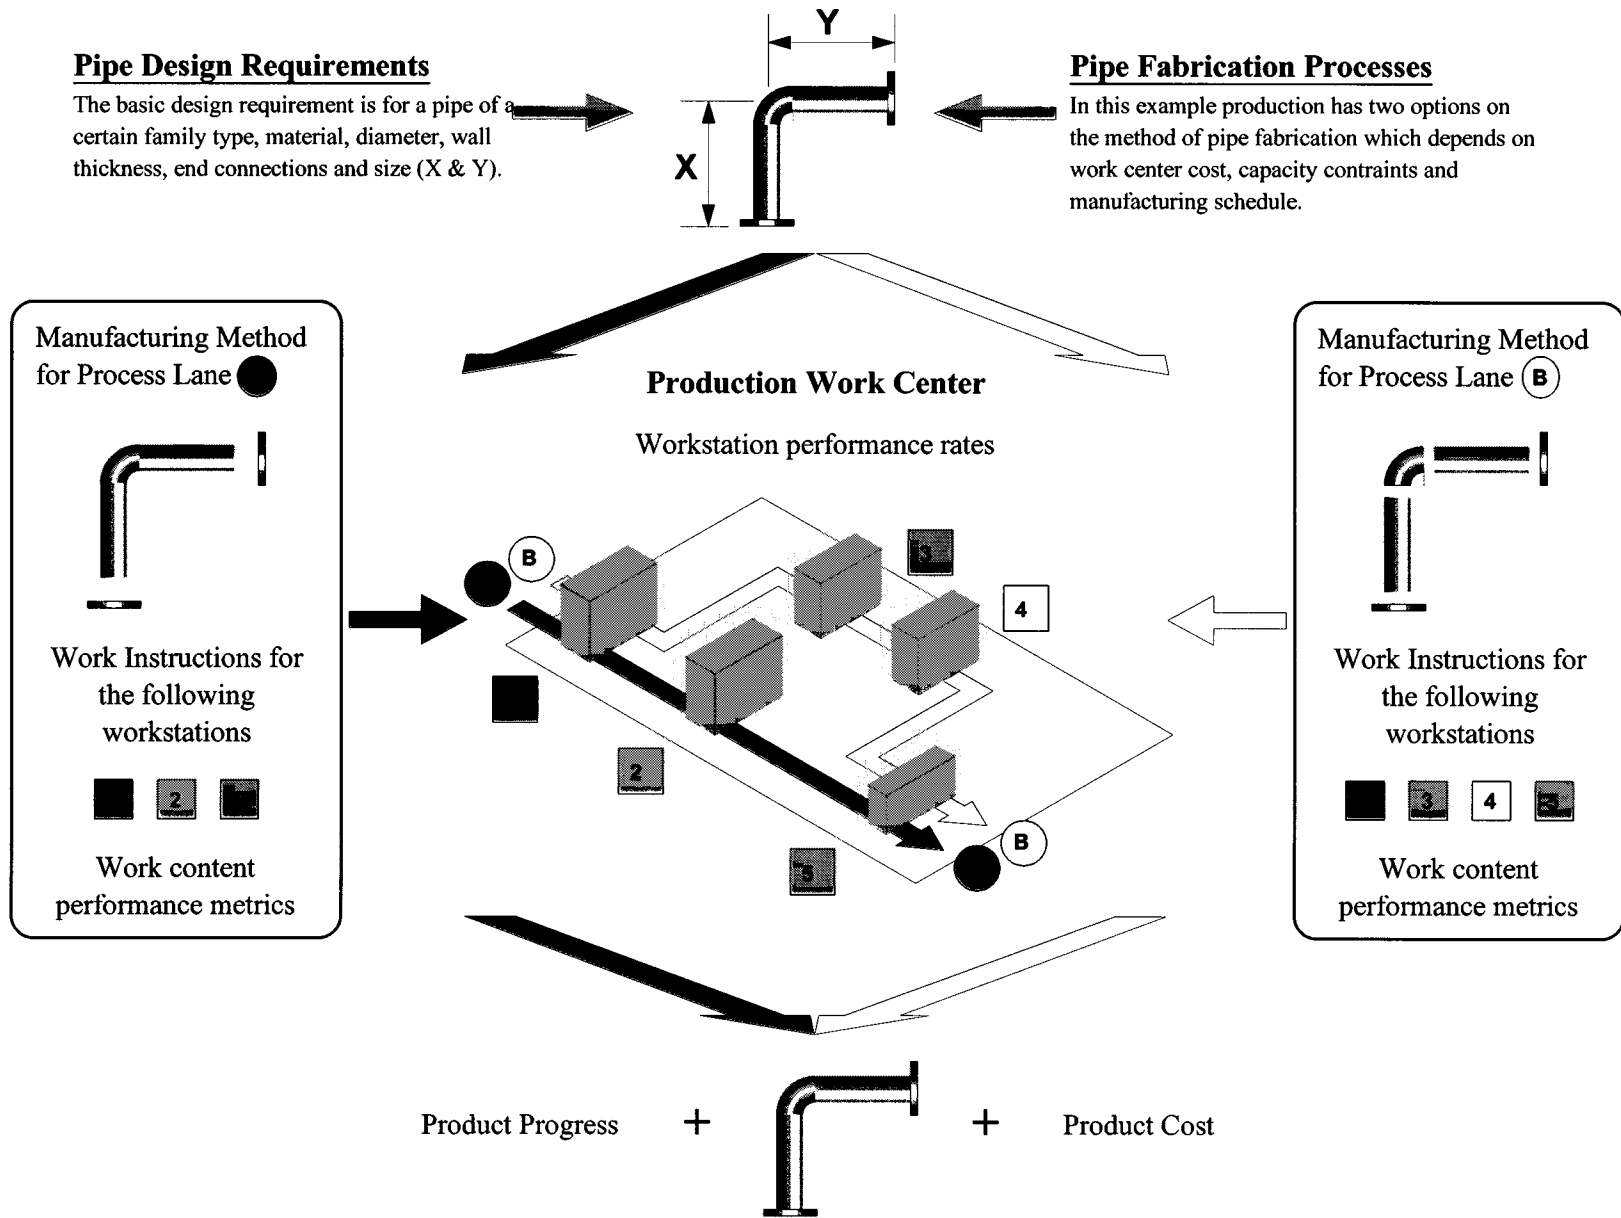 Y
X
Pipe Design Requirements
The basic design requirement is for a pipe of a
certain family type, material, diameter, wall
thickness, end connections and size (X & Y).
Pipe Fabrication Processes
In this example production has two options on
the method of pipe fabrication which depends on
work center cost, capacity contraints and
manufacturing schedule.
Manufacturing Method
for Process Lane
Work Instructions for
the following
workstations
2
Work content
performance metrics
Production Work Center
Workstation performance rates
B
3
4
2
5
B
Manufacturing Method
for Process Lane B
Work Instructions for
the following
workstations
3 4 5
Work content
performance metrics
Product Progress + + Product Cost